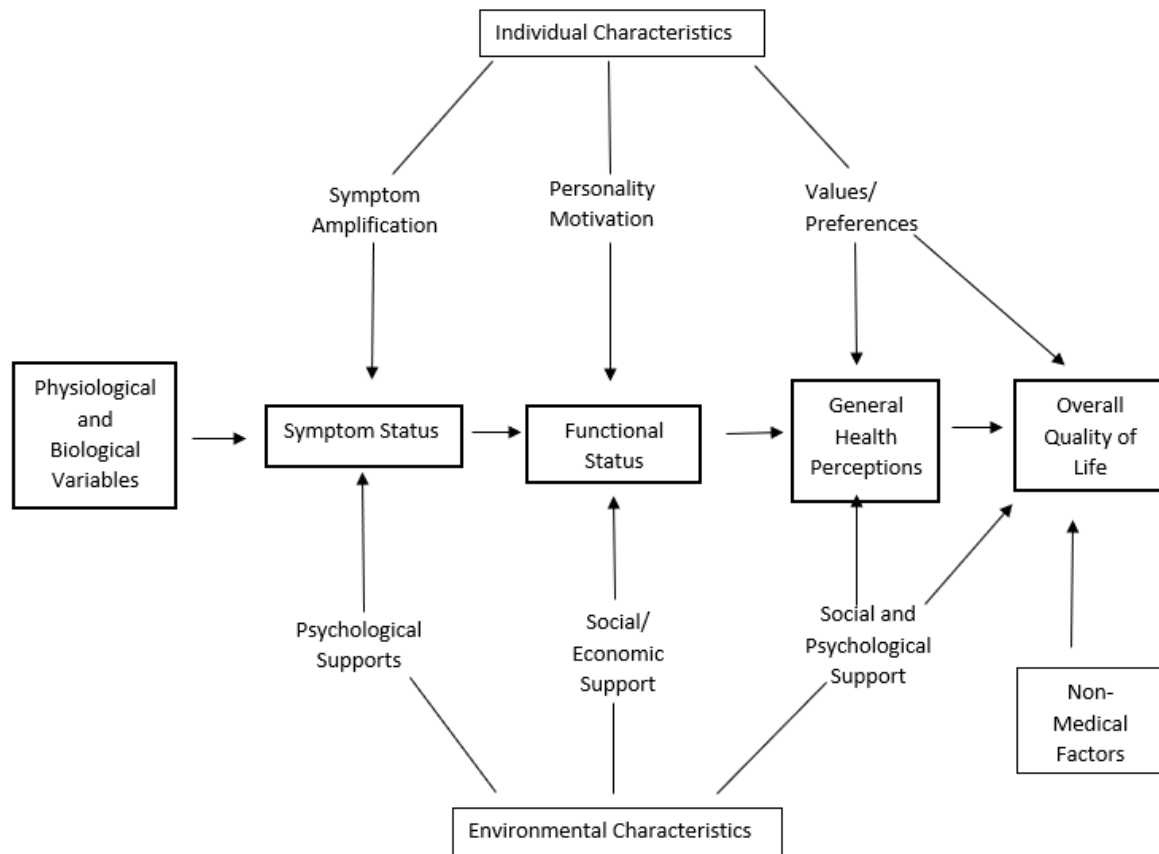 Individual Characteristics
Symptom
Amplification
Personality
Motivation
Values/
Preferences
Physiological
and
Biological
Variables
Symptom Status
Functional
Status
General
Health
Perceptions
Overall
Quality of
Life
Psychological
Supports
Social/
Economic
Support
Social and
Psychological
Support
Non-
Medical
Factors
Environmental Characteristics